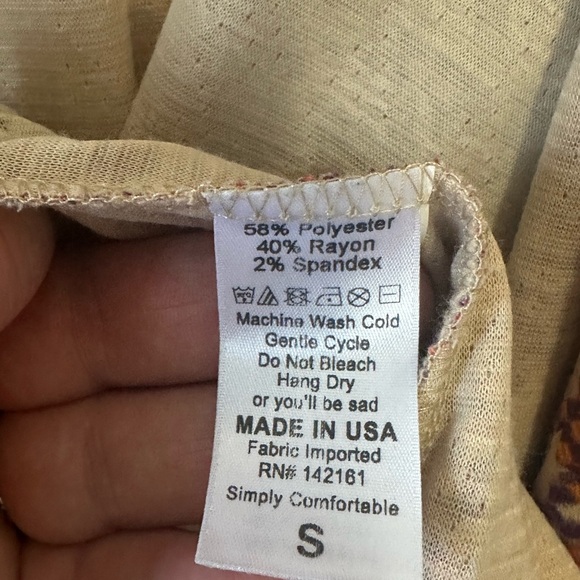 58% Polyester
40% Rayon
2% Spandex
Machine Wash Cold
Gentle Cycle
Do Not Bleach
Hang Dry
or you'll be sad
MADE IN USA
Fabric Imported
RN# 142161
Simply Comfortable
S